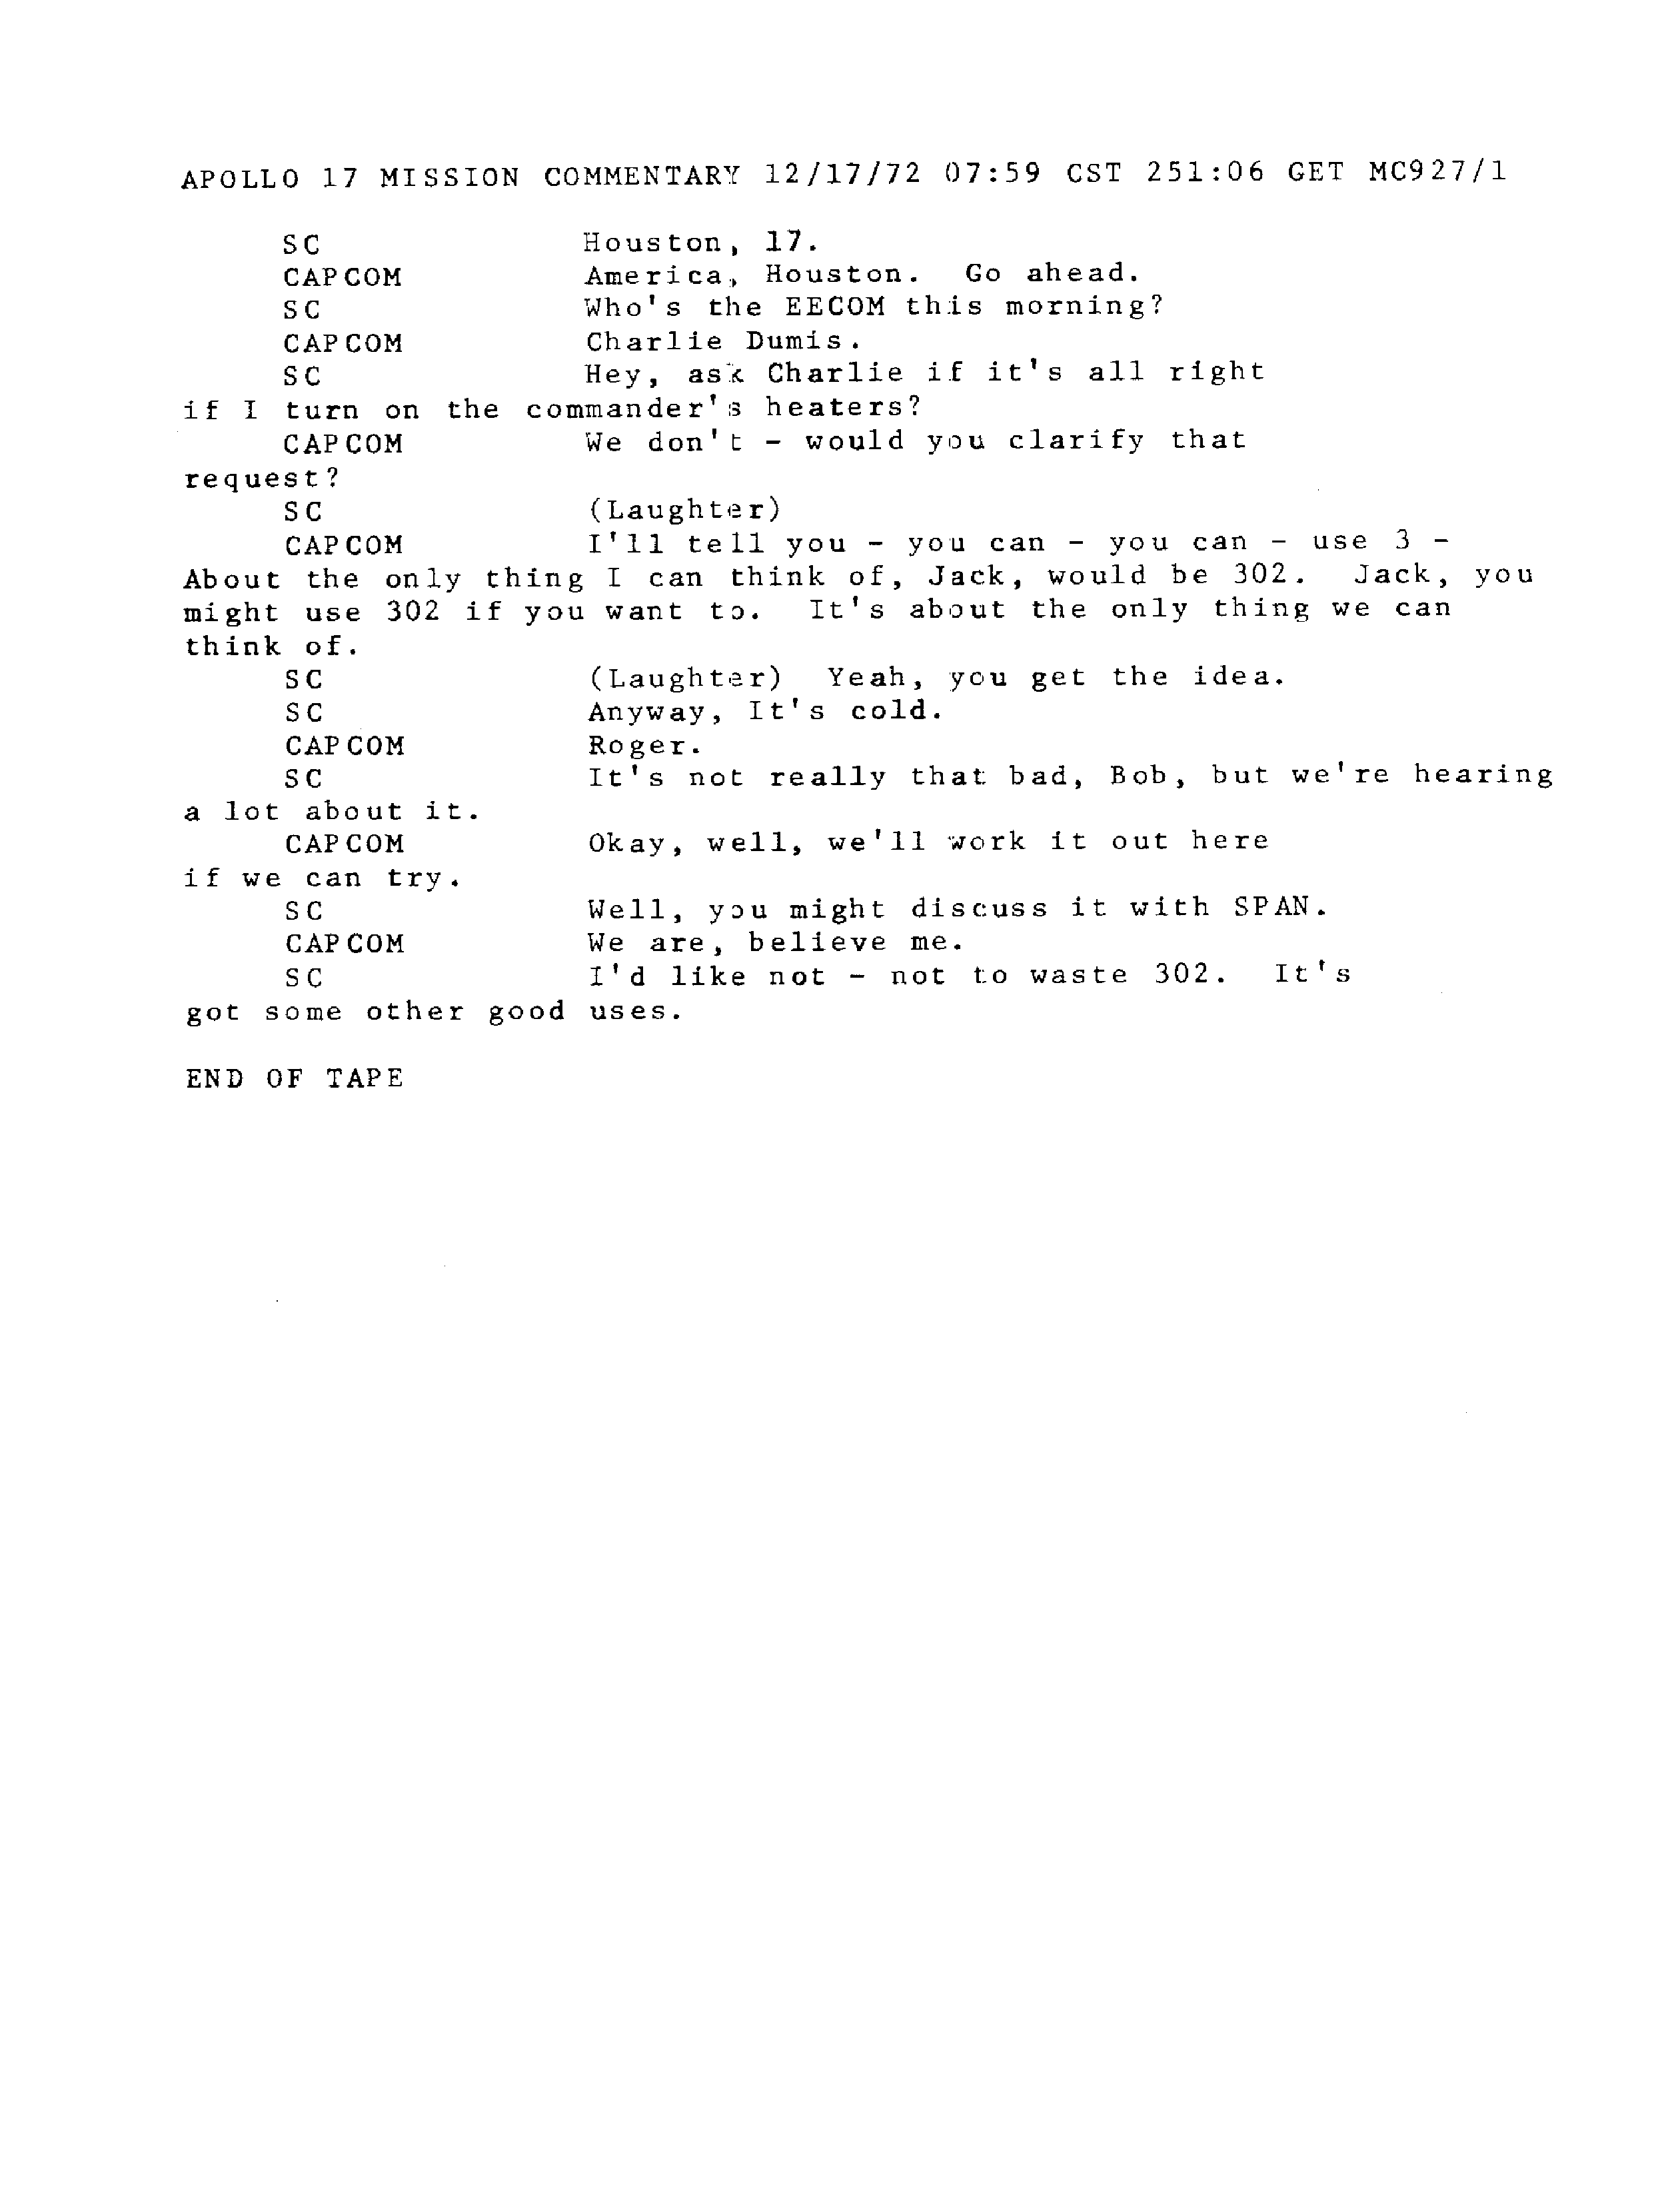 APOLLO 17 MISSION COMMENTARY 12/17/72 07:59 CST 251:06 GET MC927/1
SC Houston, 17.
CAPCOM America, Houston. Go ahead.
SC Who's the EECOM this morning?
CAPCOM Charlie Dumis.
SC Hey, ask Charlie if it's all right
if I turn on the commander's heaters?
CAPCOM We don't - would you clarify that
request?
SC (Laughter)
CAPCOM I'll tell you - you can - you can - use 3 -
About the only thing I can think of, Jack, would be 302. Jack, you
might use 302 if you want to. It's about the only thing we can
think of.
SC (Laughter) Yeah, you get the idea.
SC Anyway, It's cold.
CAPCOM Roger.
SC It's not really that bad, Bob, but we're hearing
a lot about it.
CAPCOM Okay, well, we'll work it out here
if we can try.
SC Well, you might discuss it with SPAN.
CAPCOM We are, believe me.
SC I'd like not - not to waste 302. It's
got some other good uses.
END OF TAPE